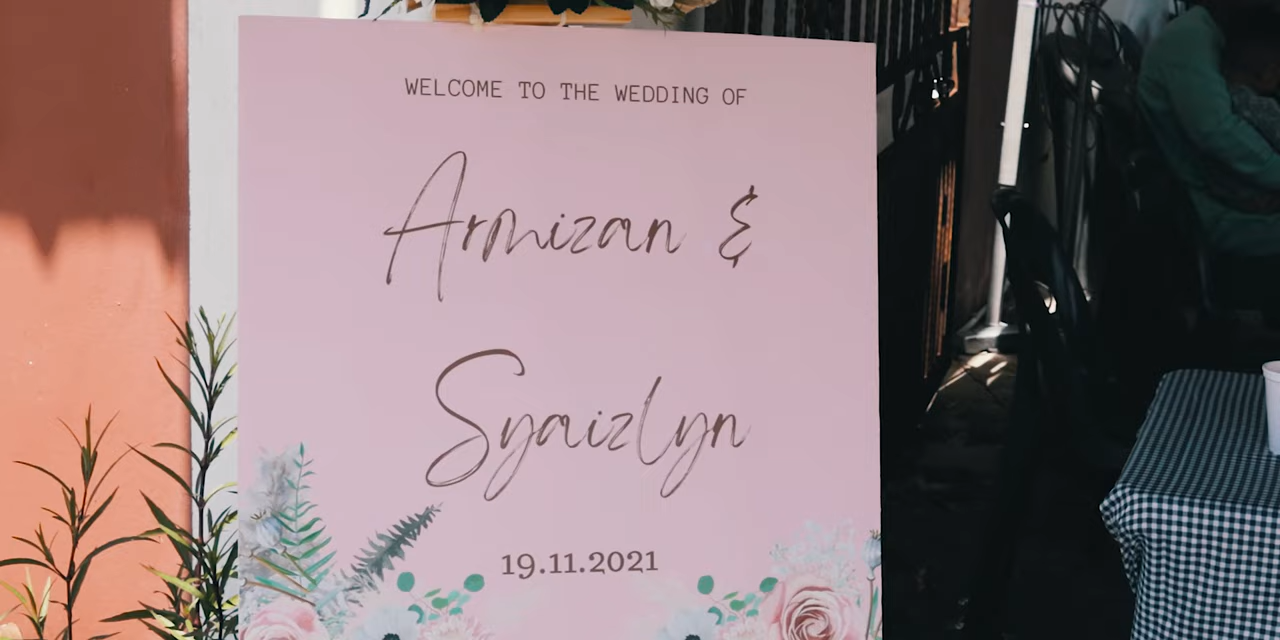 WELCOME TO THE WEDDING OF
Armizan &
Syaizlyn
19.11.2021